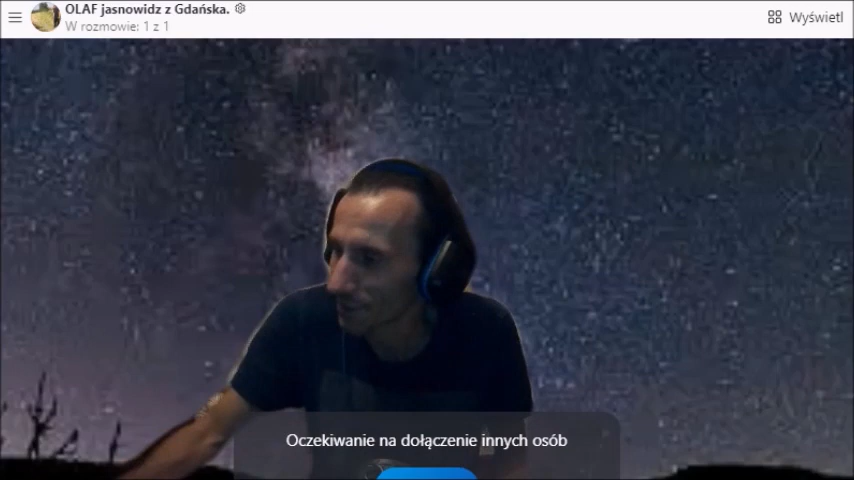 OLAF jasnowidz z Gdańska.
W rozmowie: 1 z 1
Wyświetl
Oczekiwanie na dołączenie innych osób